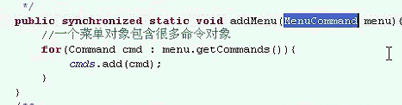 */
public synchronized static void addMenu(MenuCommand menu){
//一个菜单对象包含很多命令对象
for(Command cmd : menu.getCommands()){
cmds.add(cmd);
}
}